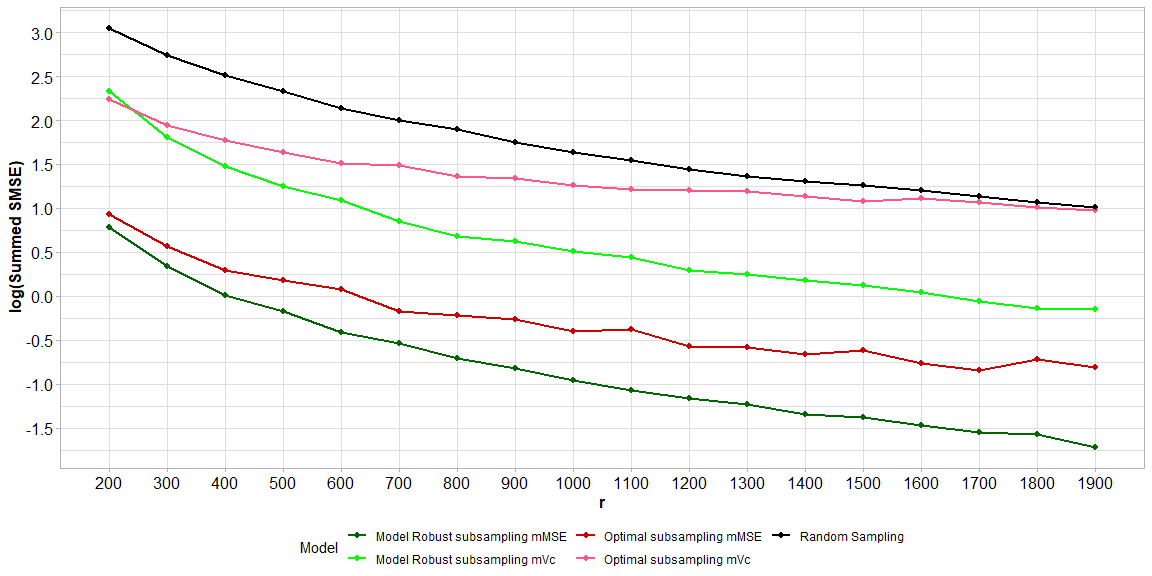 log(Summed SMSE)
3.0
2.5
2.0
1.5
1.0
0.5
0.0
-0.5
-1.0
-1.5
200 300 400 500 600 700 800 900 1000 1100 1200 1300 1400 1500 1600 1700 1800 1900
r
Model
Model Robust subsampling mMSE Optimal subsampling mMSE Random Sampling
Model Robust subsampling mVc Optimal subsampling mVc